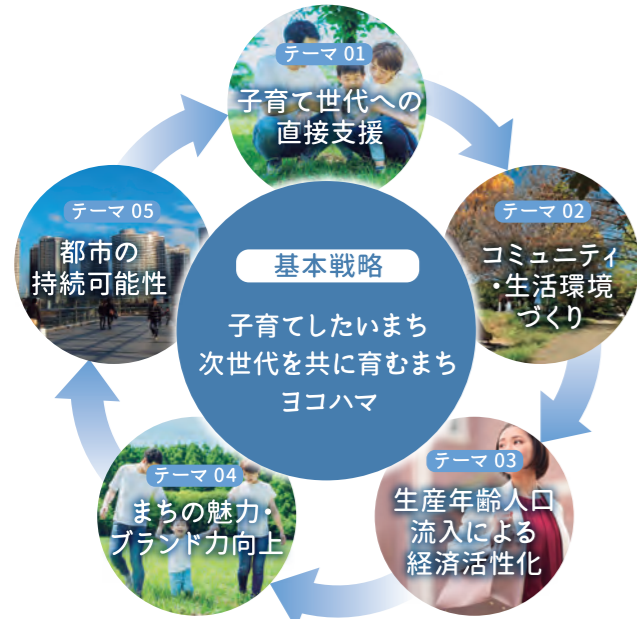 テーマ 01
子育て世代への
直接支援
テーマ 02
コミュニティ
・生活環境
づくり
テーマ 03
生産年齢人口
流入による
経済活性化
テーマ 04
まちの魅力・
ブランド力向上
テーマ 05
都市の
持続可能性
基本戦略
子育てしたいまち
次世代を共に育むまち
ヨコハマ